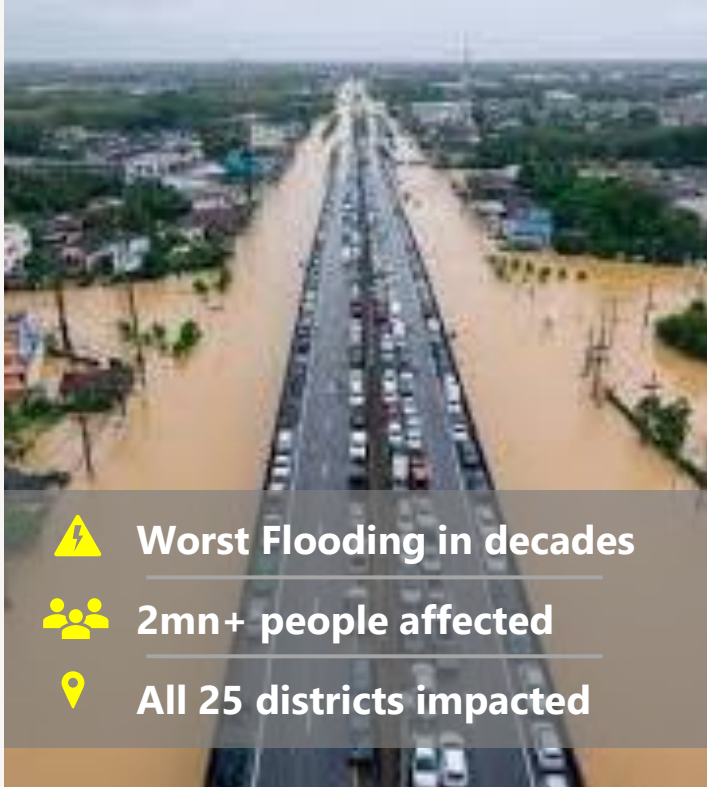 Worst Flooding in decades
2mn+ people affected
All 25 districts impacted